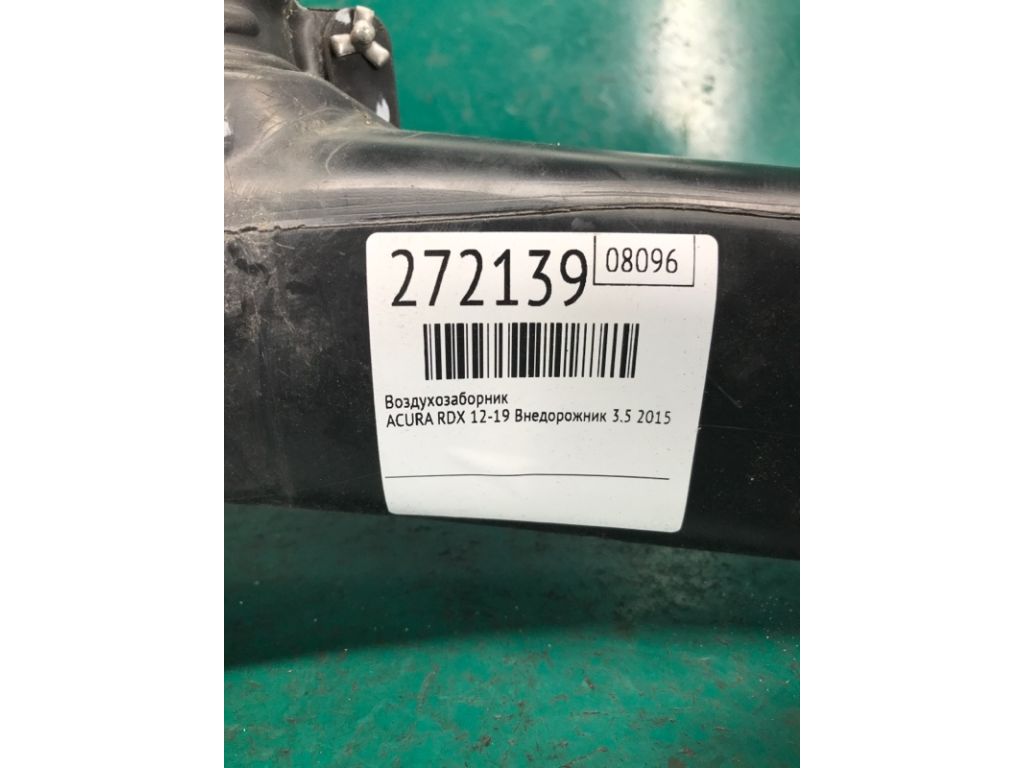 272139
08096
Воздухозаборник
ACURA RDX 12-19 Внедорожник 3.5 2015